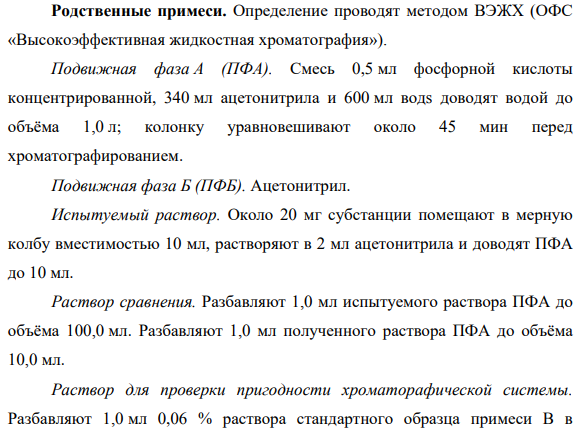 Родственные примеси. Определение проводят методом ВЭЖХ (ОФС
«Высокоэффективная жидкостная хроматография»).
Подвижная фаза А (ПФА). Смесь 0,5 мл фосфорной кислоты
концентрированной, 340 мл ацетонитрила и 600 мл водs доводят водой до
объёма 1,0 л; колонку уравновешивают около 45 мин перед
хроматографированием.
Подвижная фаза Б (ПФБ). Ацетонитрил.
Испытуемый раствор. Около 20 мг субстанции помещают в мерную
колбу вместимостью 10 мл, растворяют в 2 мл ацетонитрила и доводят ПФА
до 10 мл.
Раствор сравнения. Разбавляют 1,0 мл испытуемого раствора ПФА до
объёма 100,0 мл. Разбавляют 1,0 мл полученного раствора ПФА до объёма
10,0 мл.
Раствор для проверки пригодности хроматорафической системы.
Разбавляют 1,0 мл 0,06 % раствора стандартного образца примеси В в